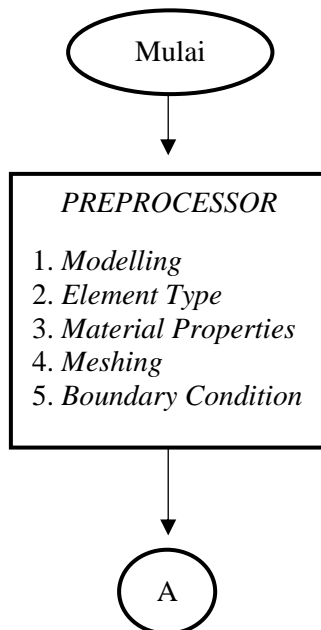 Mulai
PREPROCESSOR
1. Modelling
2. Element Type
3. Material Properties
4. Meshing
5. Boundary Condition
A